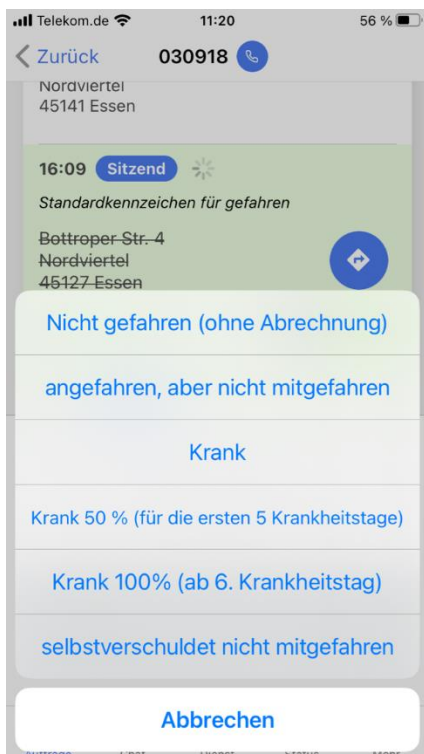 Telekom.de 11:20 56 %
Zurück 030918
Nordviertel
45141 Essen
16:09 Sitzend
Standardkennzeichen für gefahren
Bottroper Str. 4
Nordviertel
45127 Essen
Nicht gefahren (ohne Abrechnung)
angefahren, aber nicht mitgefahren
Krank
Krank 50 % (für die ersten 5 Krankheitstage)
Krank 100% (ab 6. Krankheitstag)
selbstverschuldet nicht mitgefahren
Abbrechen